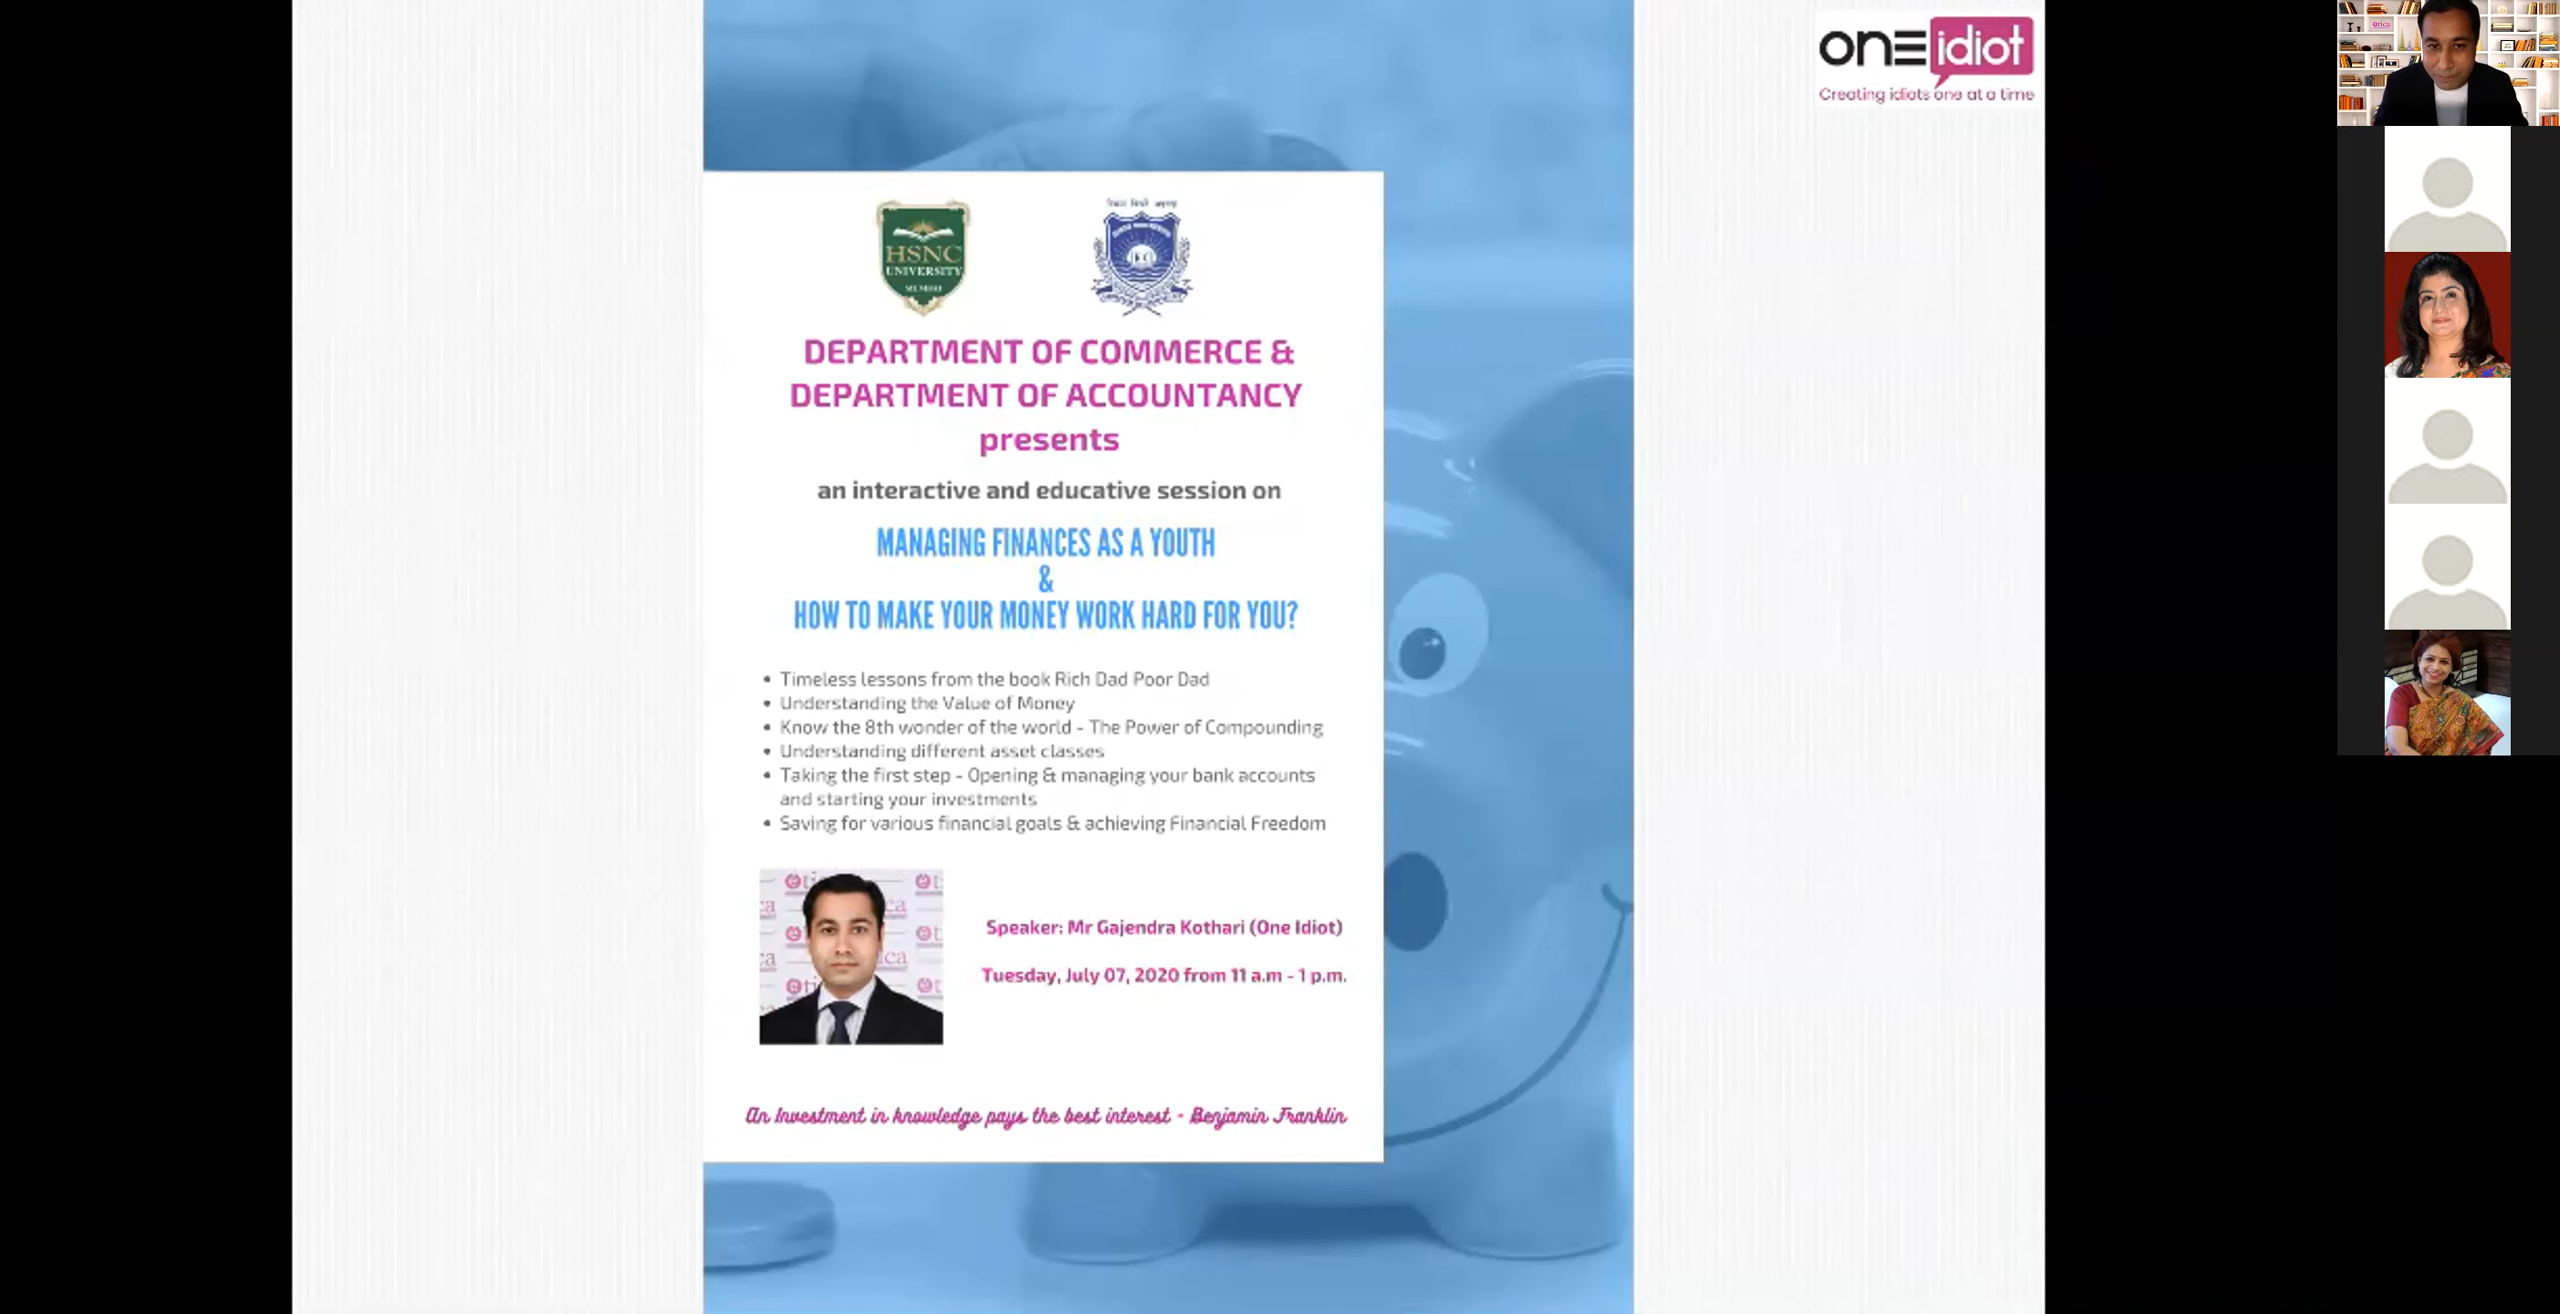 one idiot
Creating idiots one at a time
HSNC
UNIVERSITY
MUMBAI
DEPARTMENT OF COMMERCE &
DEPARTMENT OF ACCOUNTANCY
presents
an interactive and educative session on
MANAGING FINANCES AS A YOUTH
&
HOW TO MAKE YOUR MONEY WORK HARD FOR YOU?
• Timeless lessons from the book Rich Dad Poor Dad
• Understanding the Value of Money
• Know the 8th wonder of the world - The Power of Compounding
• Understanding different asset classes
• Taking the first step - Opening & managing your bank accounts
and starting your investments
• Saving for various financial goals & achieving Financial Freedom
Speaker: Mr Gajendra Kothari (One Idiot)
Tuesday, July 07, 2020 from 11 a.m - 1 p.m.
An Investment in knowledge pays the best interest - Benjamin Franklin